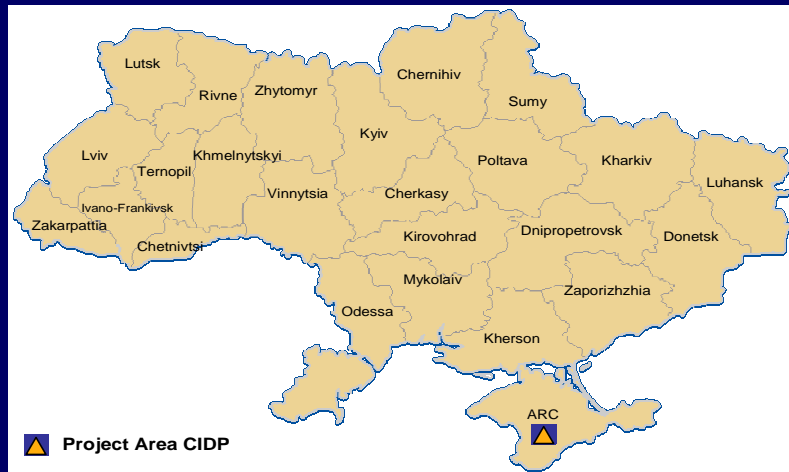 Lutsk
Rivne
Zhytomyr
Chernihiv
Sumy
Kyiv
Lviv
Ternopil
Khmelnytskyi
Vinnytsia
Cherkasy
Poltava
Kharkiv
Luhansk
Ivano-Frankivsk
Zakarpattia
Chetnivtsi
Kirovohrad
Dnipropetrovsk
Donetsk
Mykolaiv
Zaporizhzhia
Odessa
Kherson
ARC
Project Area CIDP